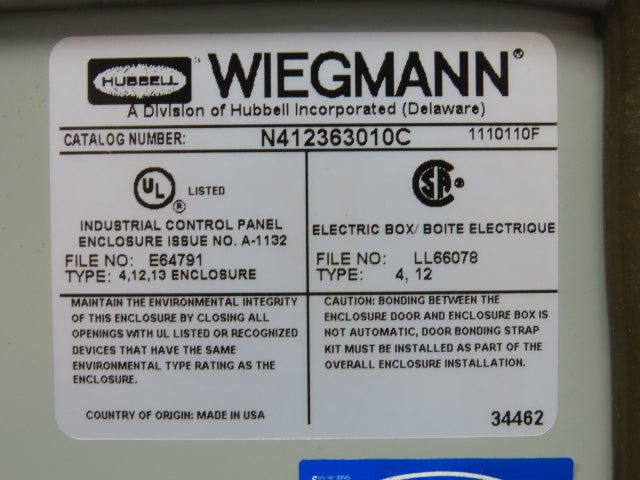 HUBBELL WIEGMANN®
A Division of Hubbell Incorporated (Delaware)
CATALOG NUMBER: N412363010C 1110110F
UL LISTED
®
INDUSTRIAL CONTROL PANEL
ENCLOSURE ISSUE NO. A-1132
FILE NO: E64791
TYPE: 4,12,13 ENCLOSURE
SA®
ELECTRIC BOX/ BOITE ELECTRIQUE
FILE NO: LL66078
TYPE: 4, 12
MAINTAIN THE ENVIRONMENTAL INTEGRITY
OF THIS ENCLOSURE BY CLOSING ALL
OPENINGS WITH UL LISTED OR RECOGNIZED
DEVICES THAT HAVE THE SAME
ENVIRONMENTAL TYPE RATING AS THE
ENCLOSURE.
COUNTRY OF ORIGIN: MADE IN USA
CAUTION: BONDING BETWEEN THE
ENCLOSURE DOOR AND ENCLOSURE BOX IS
NOT AUTOMATIC, DOOR BONDING STRAP
KIT MUST BE INSTALLED AS PART OF THE
OVERALL ENCLOSURE INSTALLATION.
34462